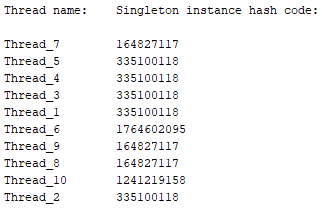 Thread name: Singleton instance hash code:
Thread_7 164827117
Thread_5 335100118
Thread_4 335100118
Thread_3 335100118
Thread_1 335100118
Thread_6 1764602095
Thread_9 164827117
Thread_8 164827117
Thread_10 1241219158
Thread_2 335100118